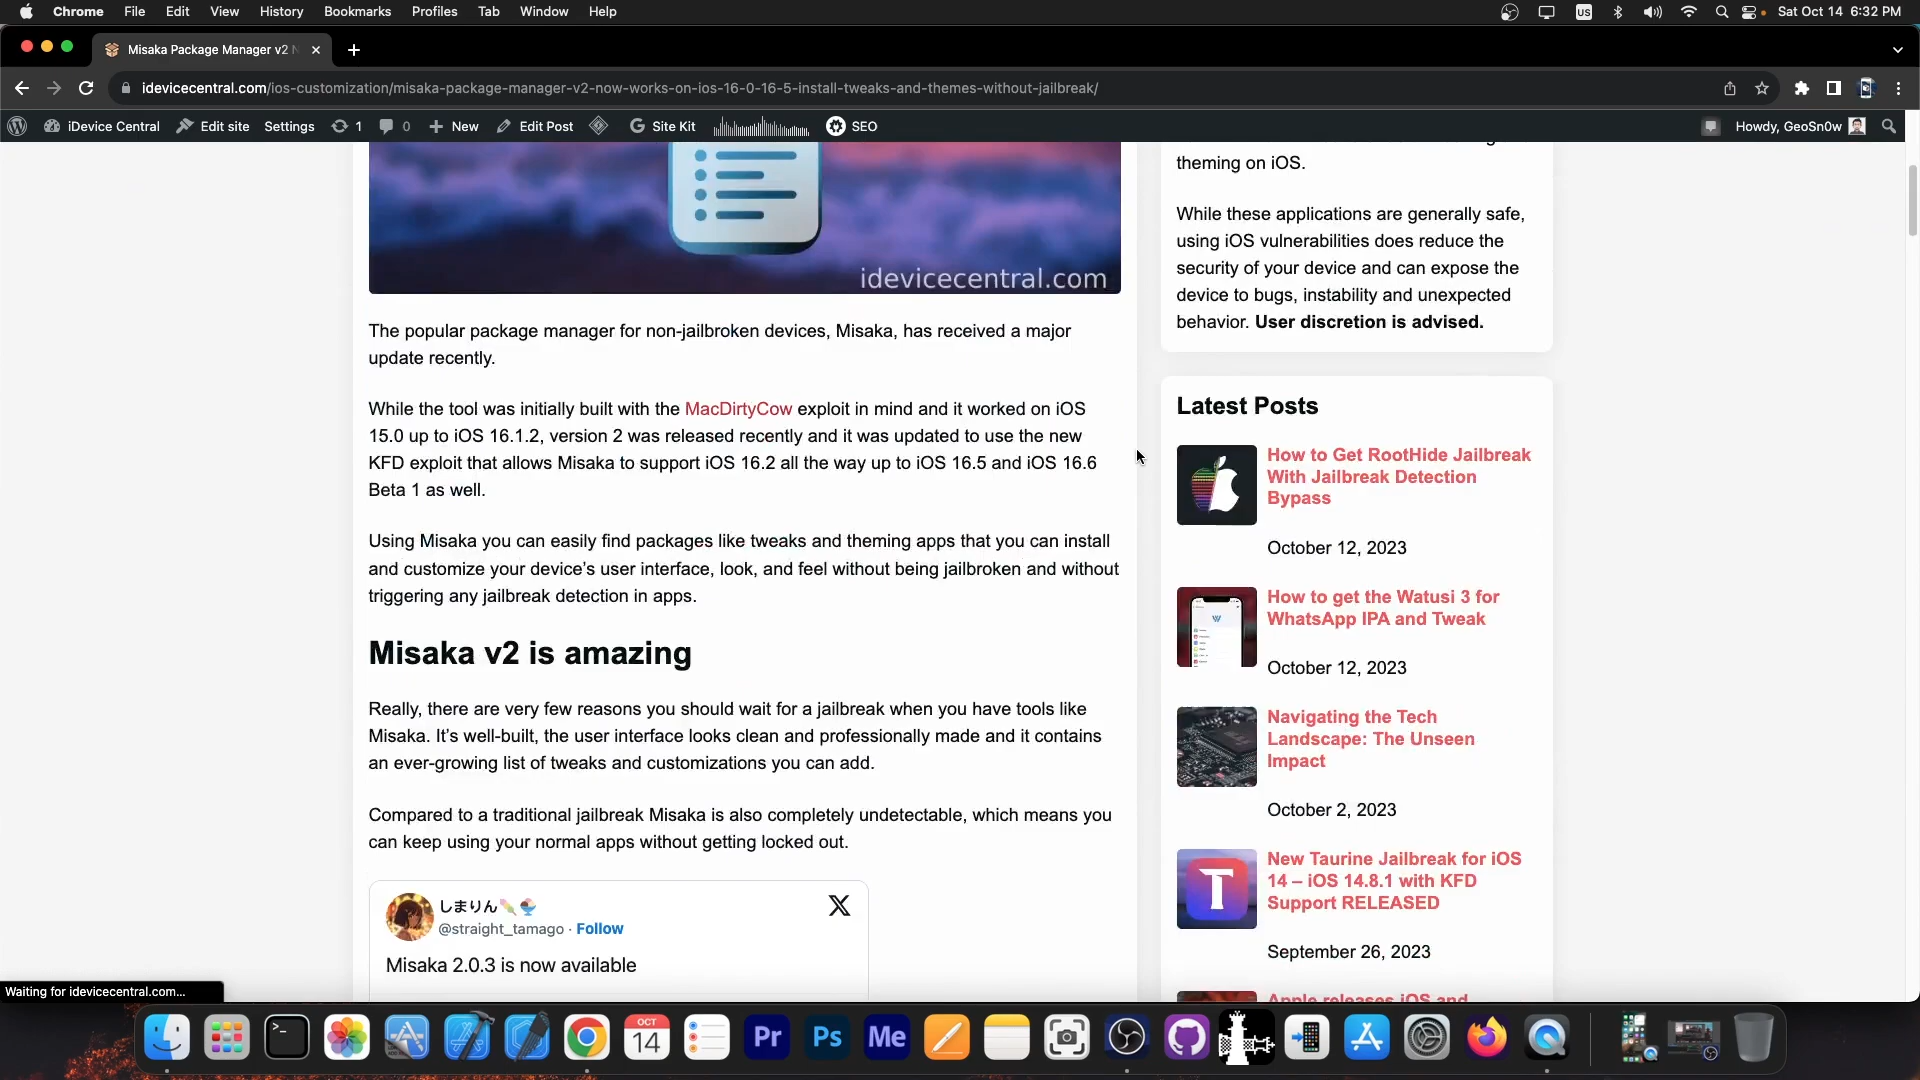 Chrome File Edit View History Bookmarks Profiles Tab Window Help
US
Sat Oct 14 6:32 PM
Misaka Package Manager v2
idevicecentral.com/ios-customization/misaka-package-manager-v2-now-works-on-ios-16-0-16-5-install-tweaks-and-themes-without-jailbreak/
iDevice Central Edit site Settings 1 0 New Edit Post Site Kit SEO
Howdy, GeoSn0w
idevicecentral.com
The popular package manager for non-jailbroken devices, Misaka, has received a major
update recently.
While the tool was initially built with the MacDirtyCow exploit in mind and it worked on iOS
15.0 up to iOS 16.1.2, version 2 was released recently and it was updated to use the new
KFD exploit that allows Misaka to support iOS 16.2 all the way up to iOS 16.5 and iOS 16.6
Beta 1 as well.
Using Misaka you can easily find packages like tweaks and theming apps that you can install
and customize your device’s user interface, look, and feel without being jailbroken and without
triggering any jailbreak detection in apps.
Misaka v2 is amazing
Really, there are very few reasons you should wait for a jailbreak when you have tools like
Misaka. It’s well-built, the user interface looks clean and professionally made and it contains
an ever-growing list of tweaks and customizations you can add.
Compared to a traditional jailbreak Misaka is also completely undetectable, which means you
can keep using your normal apps without getting locked out.
しまりん
@straight_tamago · Follow
Misaka 2.0.3 is now available
theming on iOS.
While these applications are generally safe,
using iOS vulnerabilities does reduce the
security of your device and can expose the
device to bugs, instability and unexpected
behavior. User discretion is advised.
Latest Posts
How to Get RootHide Jailbreak
With Jailbreak Detection
Bypass
October 12, 2023
How to get the Watusi 3 for
WhatsApp IPA and Tweak
October 12, 2023
Navigating the Tech
Landscape: The Unseen
Impact
October 2, 2023
New Taurine Jailbreak for iOS
14 – iOS 14.8.1 with KFD
Support RELEASED
September 26, 2023
Apple releases iOS and
Waiting for idevicecentral.com...
OCT
14
Pr
Ps
Me